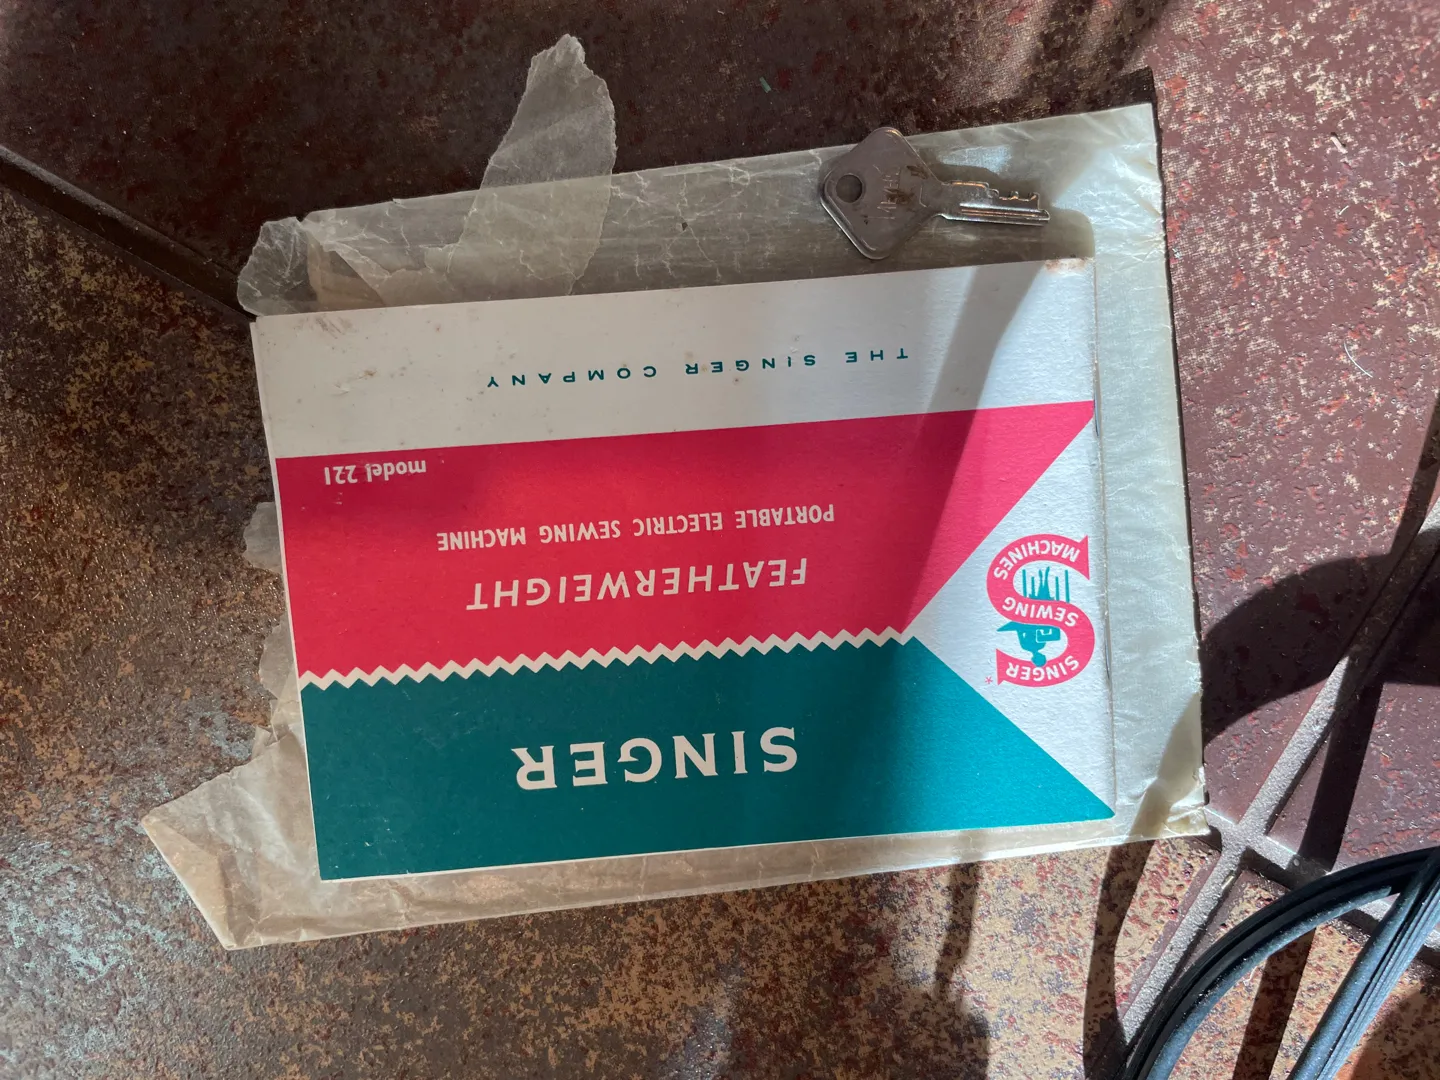 SINGER
SINGER
SEWING
MACHINES
*
FEATHERWEIGHT
PORTABLE ELECTRIC SEWING MACHINE
model 221
THE SINGER COMPANY